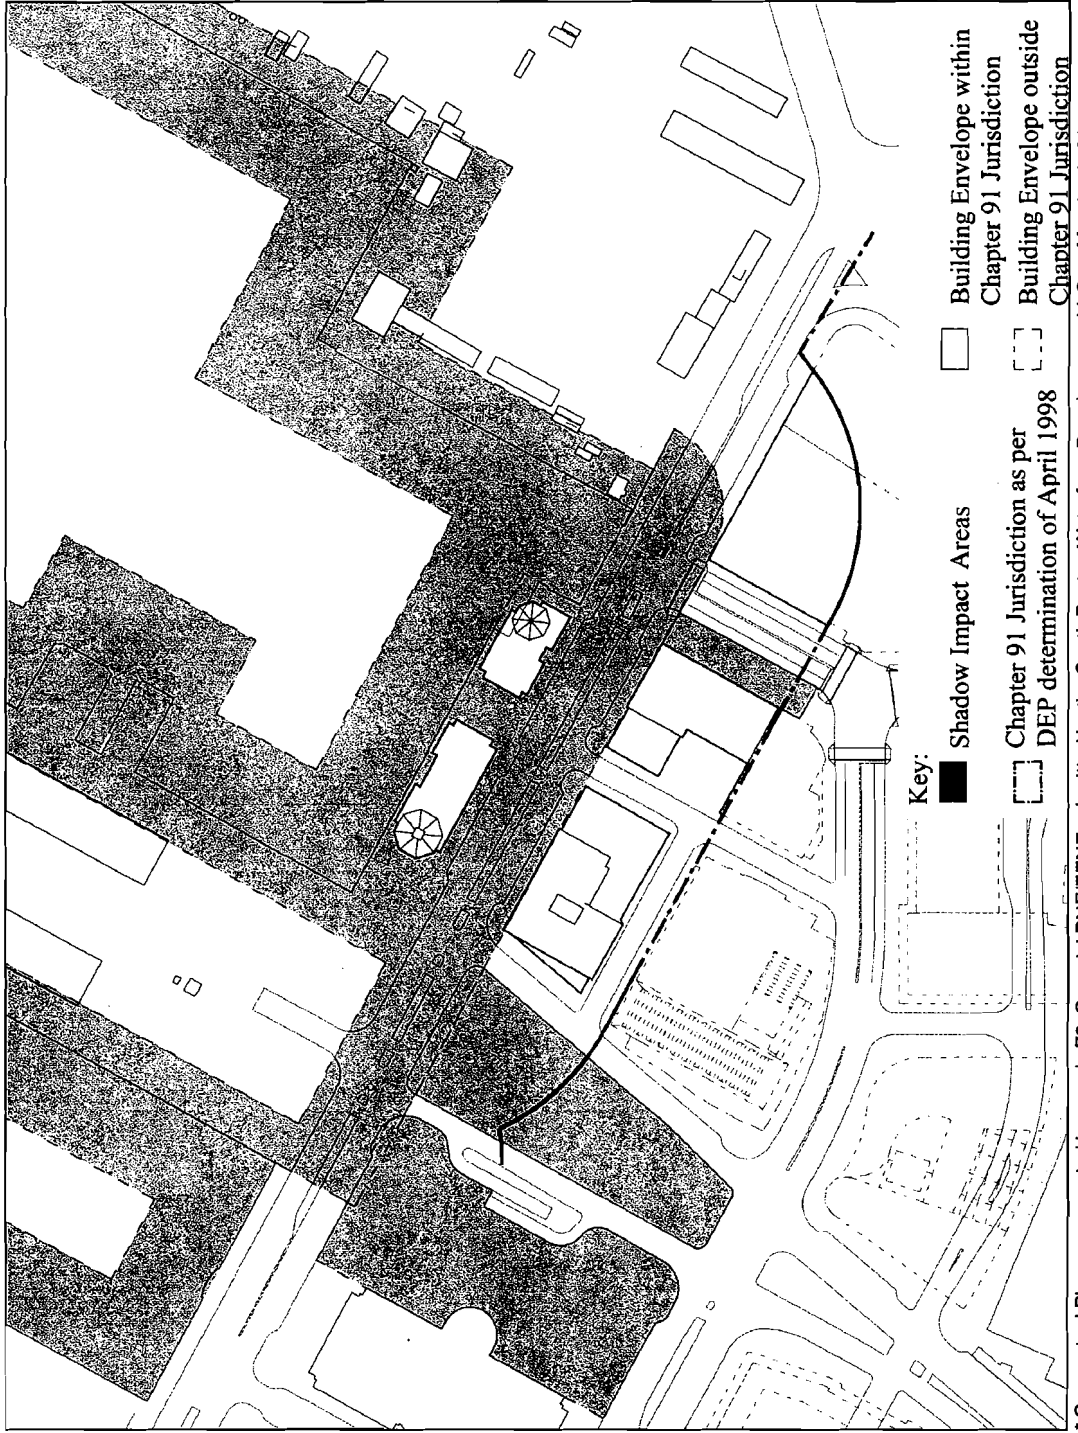 Key:
Shadow Impact Areas
Chapter 91 Jurisdiction as per
DEP determination of April 1998
Building Envelope within
Chapter 91 Jurisdiction
Building Envelope outside
Chapter 91 Jurisdiction